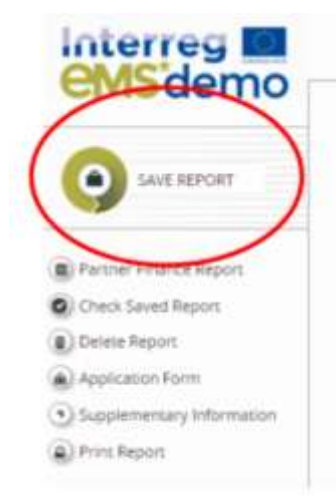 Interreg
eMS demo
SAVE REPORT
Partner Finance Report
Check Saved Report
Delete Report
Application Form
Supplementary Information
Print Report